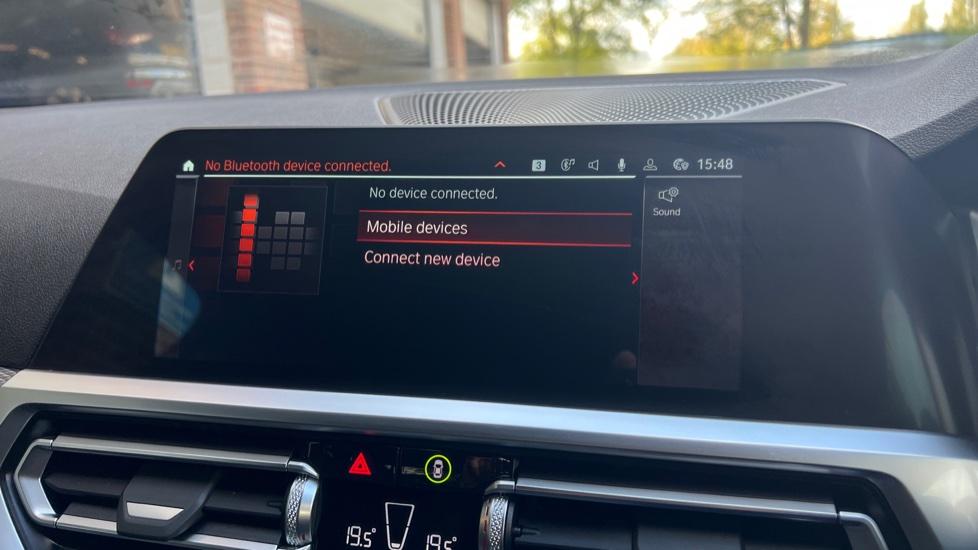 No Bluetooth device connected.
3
15:48
No device connected.
Mobile devices
Connect new device
Sound
19.5°
19.5°